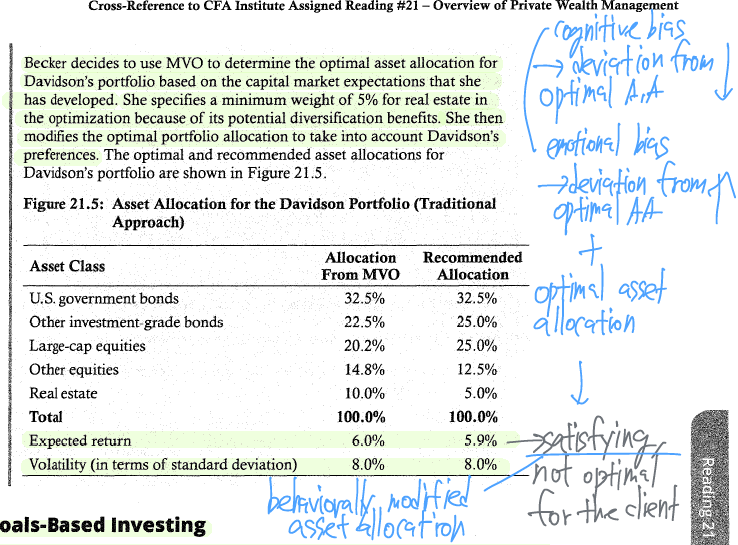 Cross-Reference to CFA Institute Assigned Reading #21 – Overview of Private Wealth Management
Becker decides to use MVO to determine the optimal asset allocation for
Davidson's portfolio based on the capital market expectations that she
has developed. She specifies a minimum weight of 5% for real estate in
the optimization because of its potential diversification benefits. She then
modifies the optimal portfolio allocation to take into account Davidson's
preferences. The optimal and recommended asset allocations for
Davidson's portfolio are shown in Figure 21.5.
Figure 21.5: Asset Allocation for the Davidson Portfolio (Traditional
Approach)
Asset Class Allocation From MVO Recommended Allocation
U.S. government bonds 32.5% 32.5%
Other investment-grade bonds 22.5% 25.0%
Large-cap equities 20.2% 25.0%
Other equities 14.8% 12.5%
Real estate 10.0% 5.0%
Total 100.0% 100.0%
Expected return 6.0% 5.9%
Volatility (in terms of standard deviation) 8.0% 8.0%
cognitive bias
→ deviation from ↓
optimal A.A
emotional bias
→ deviation from ↑
optimal AA
+
optimal asset
allocation
↓
→ satisfying,
not optimal
for the client
behaviorally modified
asset allocation
oals-Based Investing
Reading 21